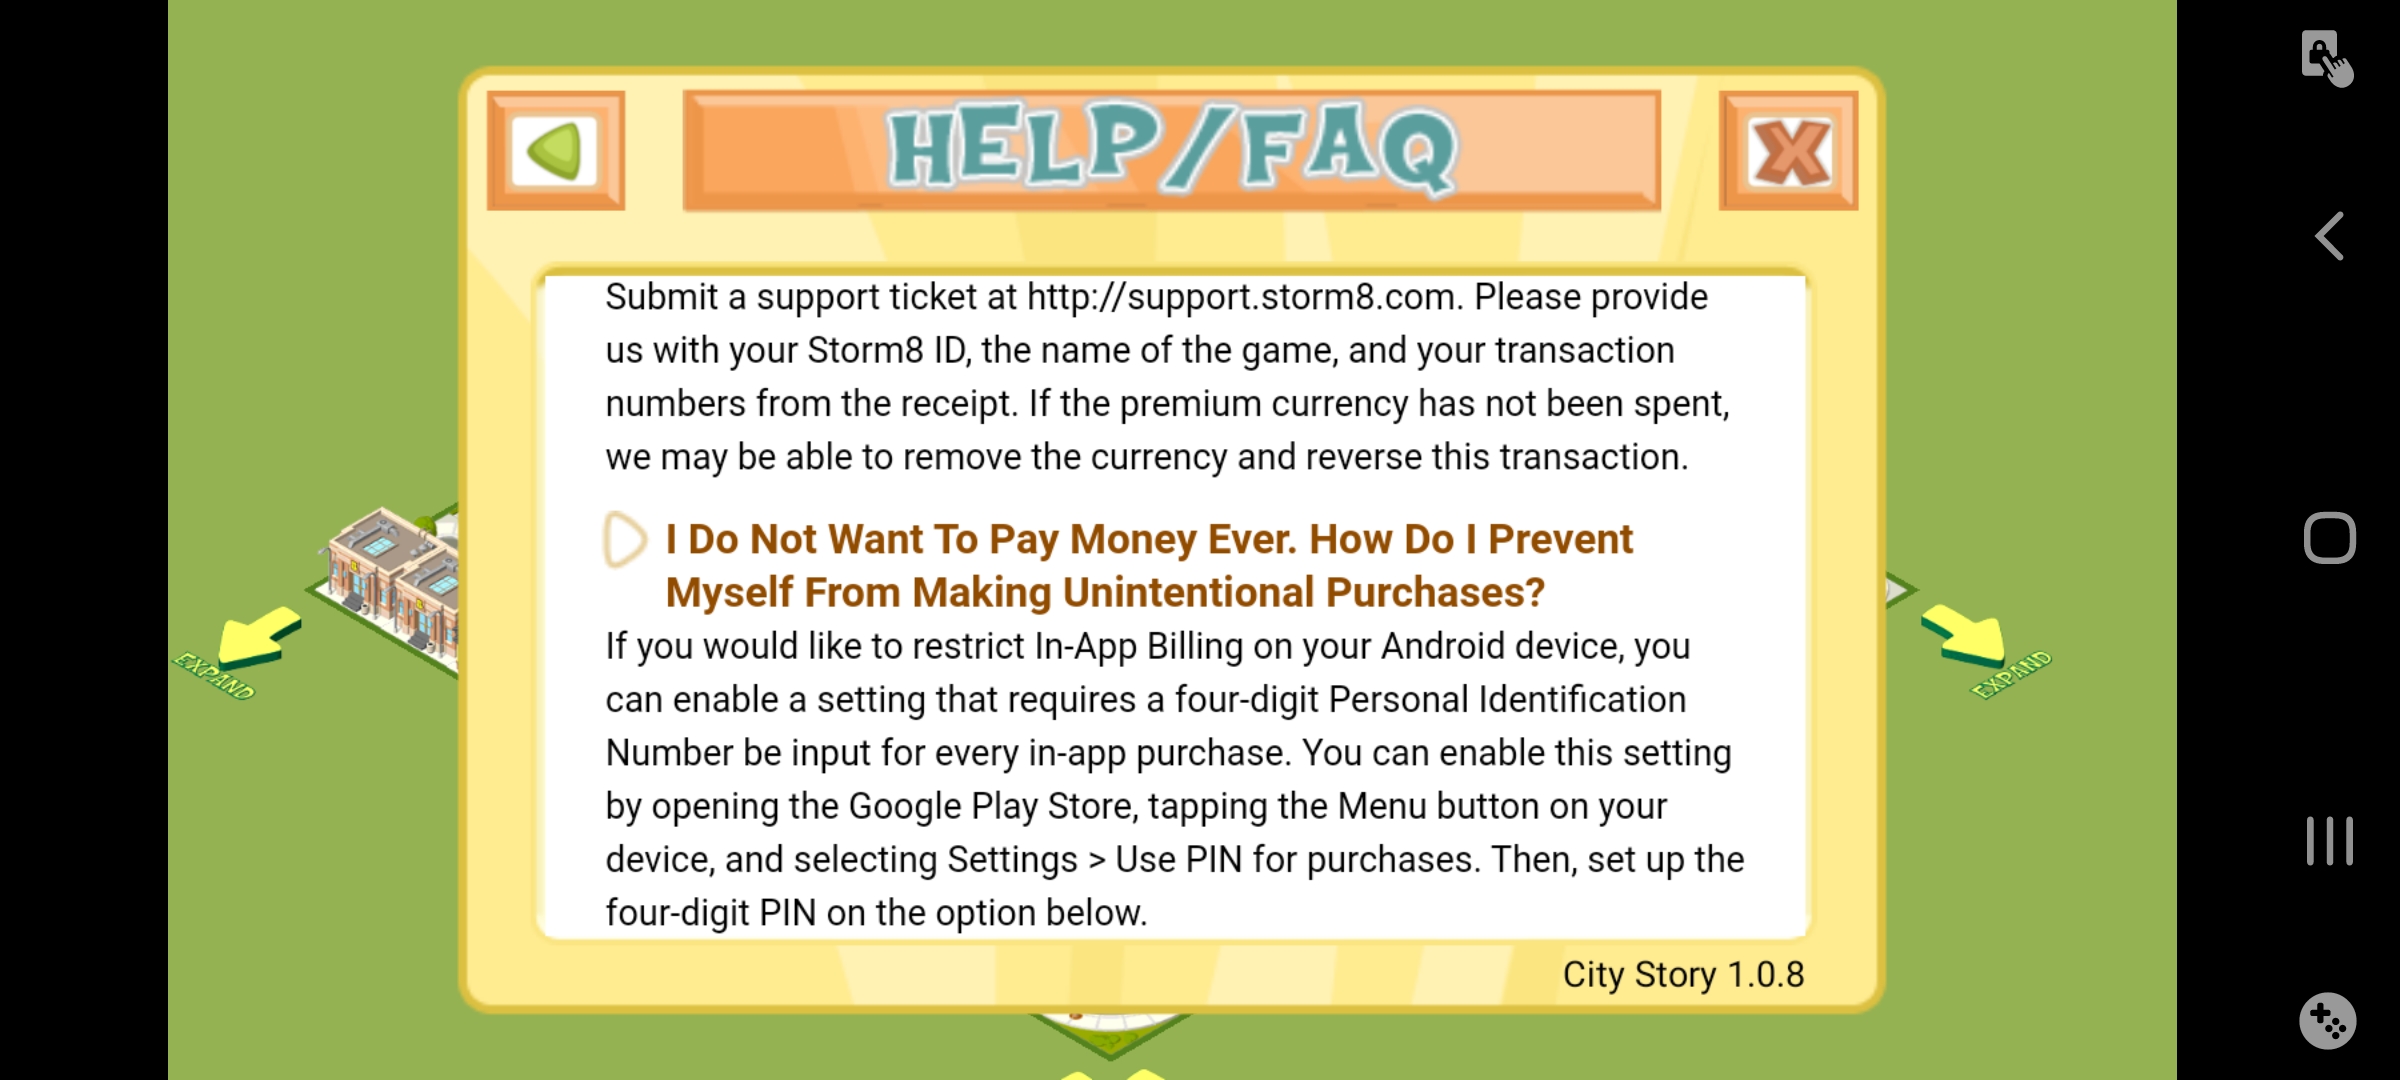 HELP/FAQ
Submit a support ticket at http://support.storm8.com. Please provide
us with your Storm8 ID, the name of the game, and your transaction
numbers from the receipt. If the premium currency has not been spent,
we may be able to remove the currency and reverse this transaction.
I Do Not Want To Pay Money Ever. How Do I Prevent
Myself From Making Unintentional Purchases?
If you would like to restrict In-App Billing on your Android device, you
can enable a setting that requires a four-digit Personal Identification
Number be input for every in-app purchase. You can enable this setting
by opening the Google Play Store, tapping the Menu button on your
device, and selecting Settings > Use PIN for purchases. Then, set up the
four-digit PIN on the option below.
City Story 1.0.8
EXPAND
EXPAND